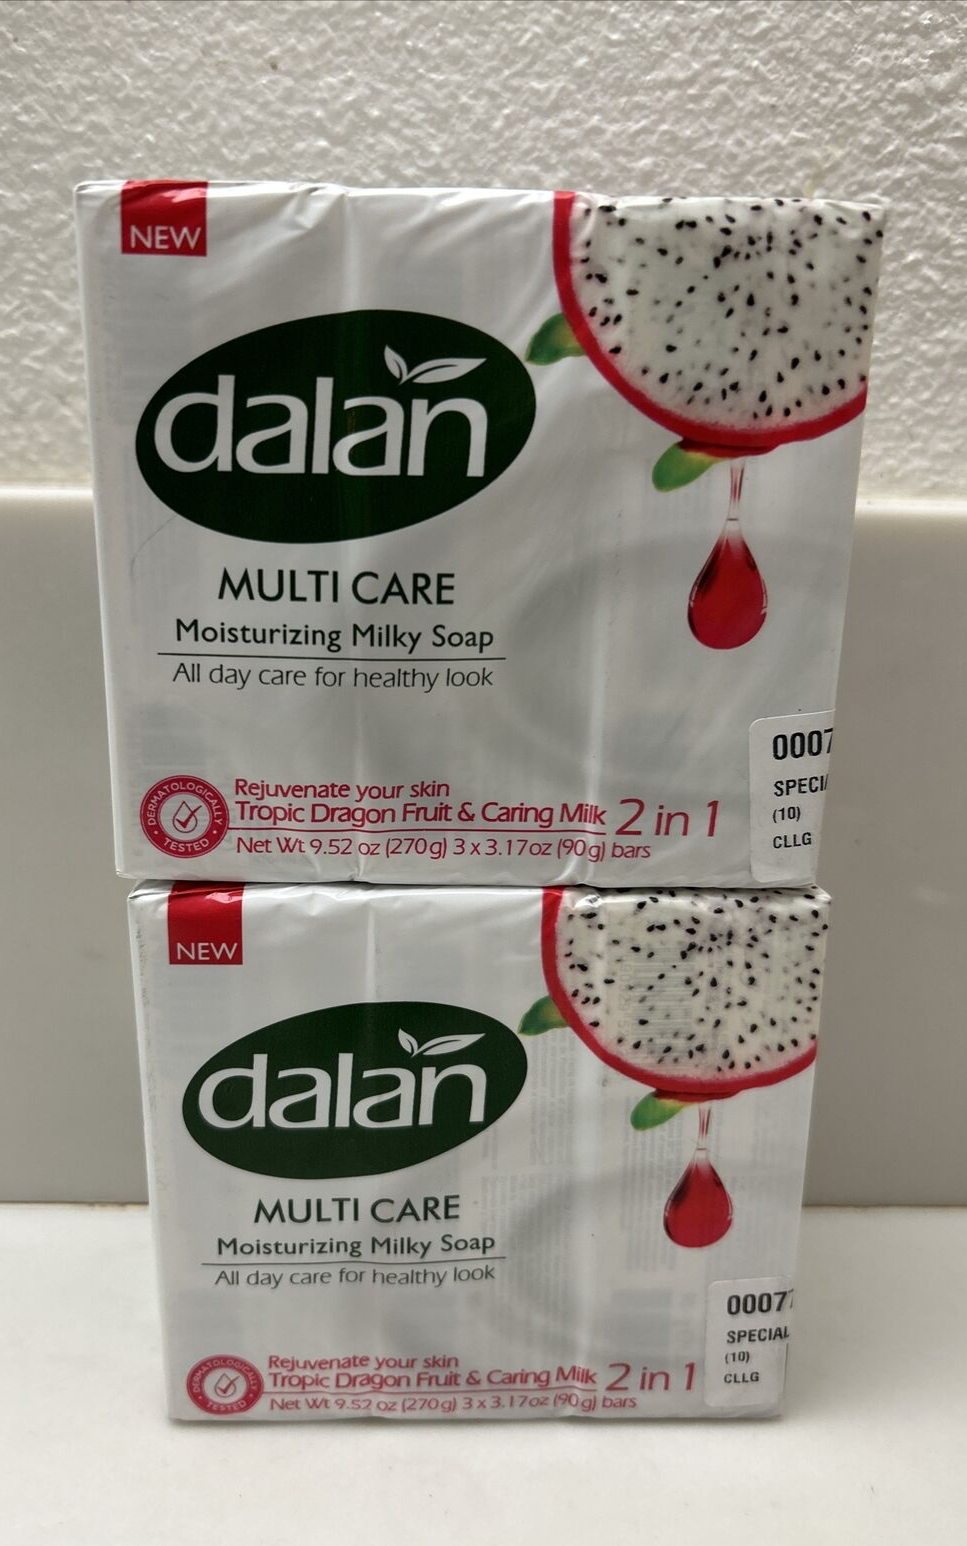 NEW
dalan
MULTI CARE
Moisturizing Milky Soap
All day care for healthy look
DERMATOLOGICALLY
TESTED
Rejuvenate your skin
Tropic Dragon Fruit & Caring Milk 2 in 1
Net Wt 9.52 oz (270g) 3 x 3.17oz (90g) bars
0007
SPECIA
(10)
CLLG
NEW
dalan
MULTI CARE
Moisturizing Milky Soap
All day care for healthy look
DERMATOLOGICALLY
TESTED
Rejuvenate your skin
Tropic Dragon Fruit & Caring Milk 2 in 1
Net Wt 9.52 oz (270g) 3 x 3.17oz (90g) bars
00077
SPECIAL
(10)
CLLG